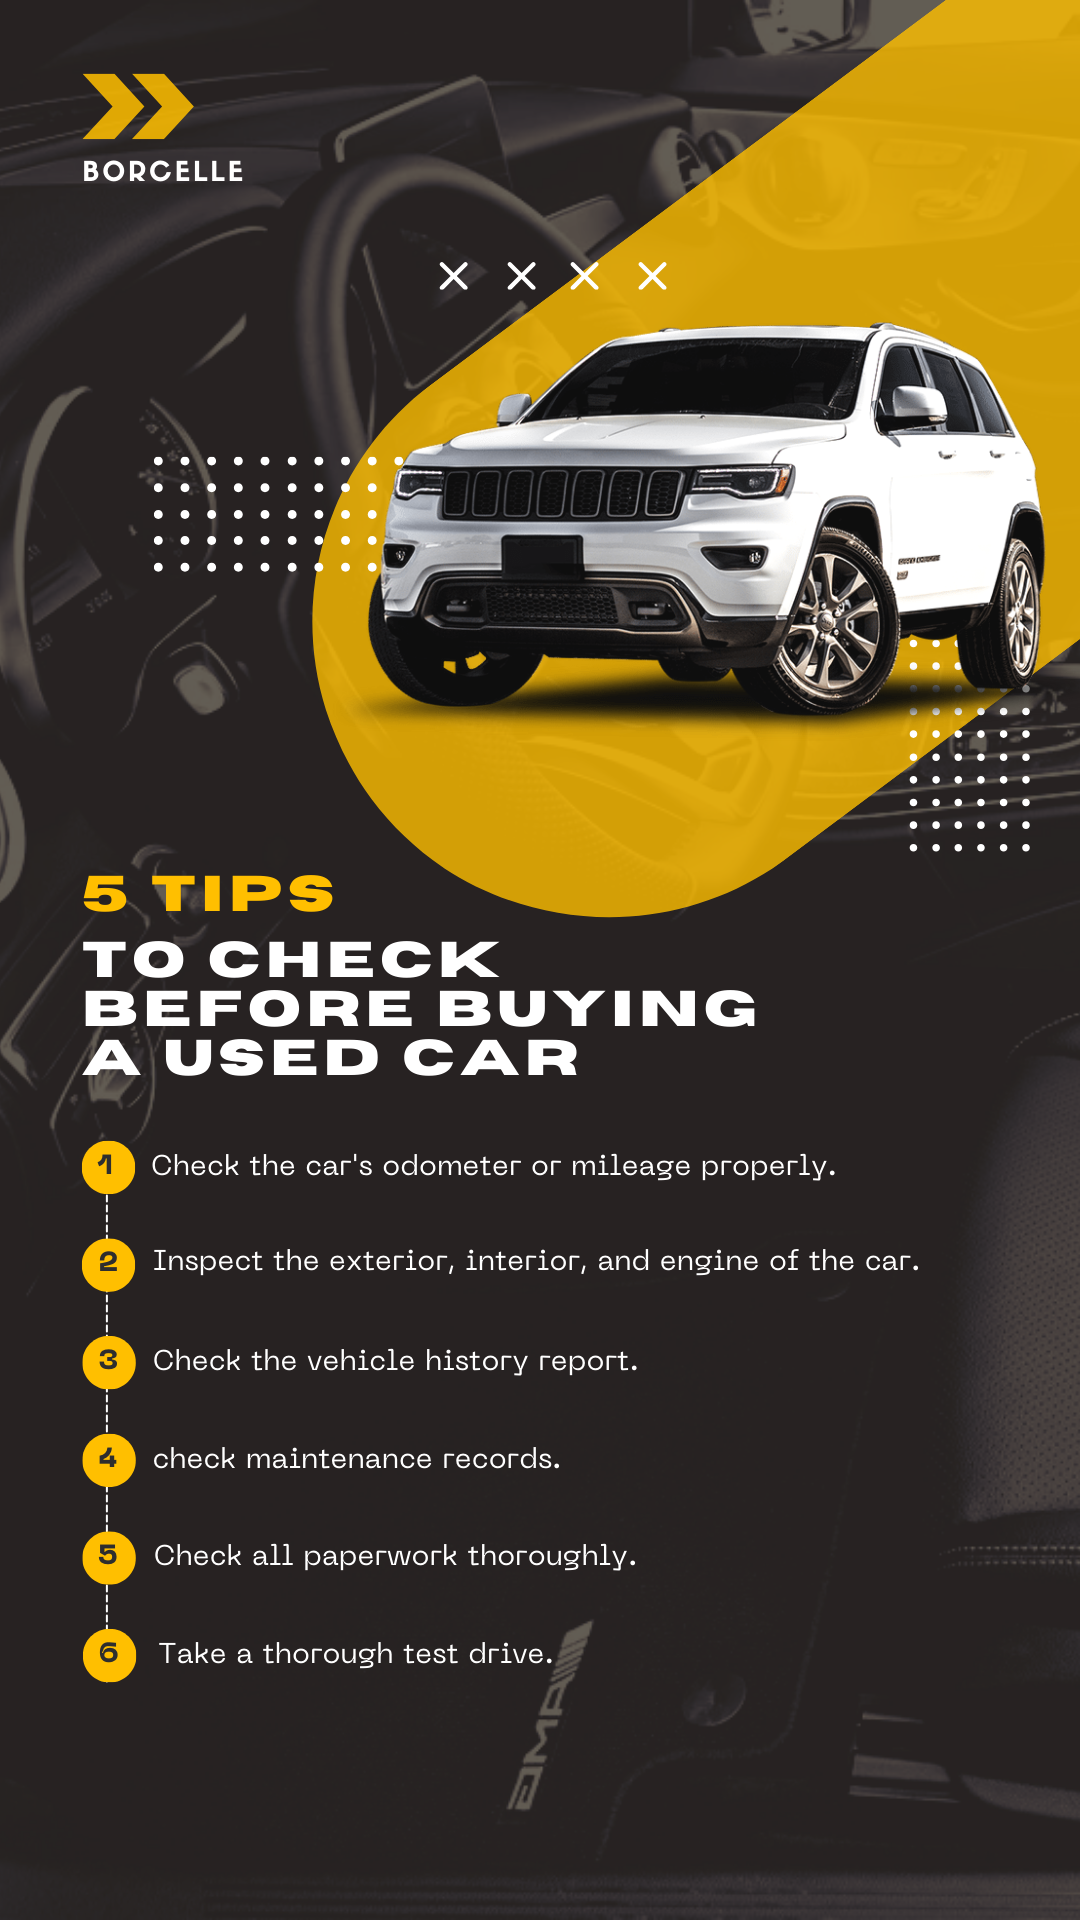 BORCELLE
5 TIPS
TO CHECK
BEFORE BUYING
A USED CAR
1 Check the car's odometer or mileage properly.
2 Inspect the exterior, interior, and engine of the car.
3 Check the vehicle history report.
4 check maintenance records.
5 Check all paperwork thoroughly.
6 Take a thorough test drive.
AMG